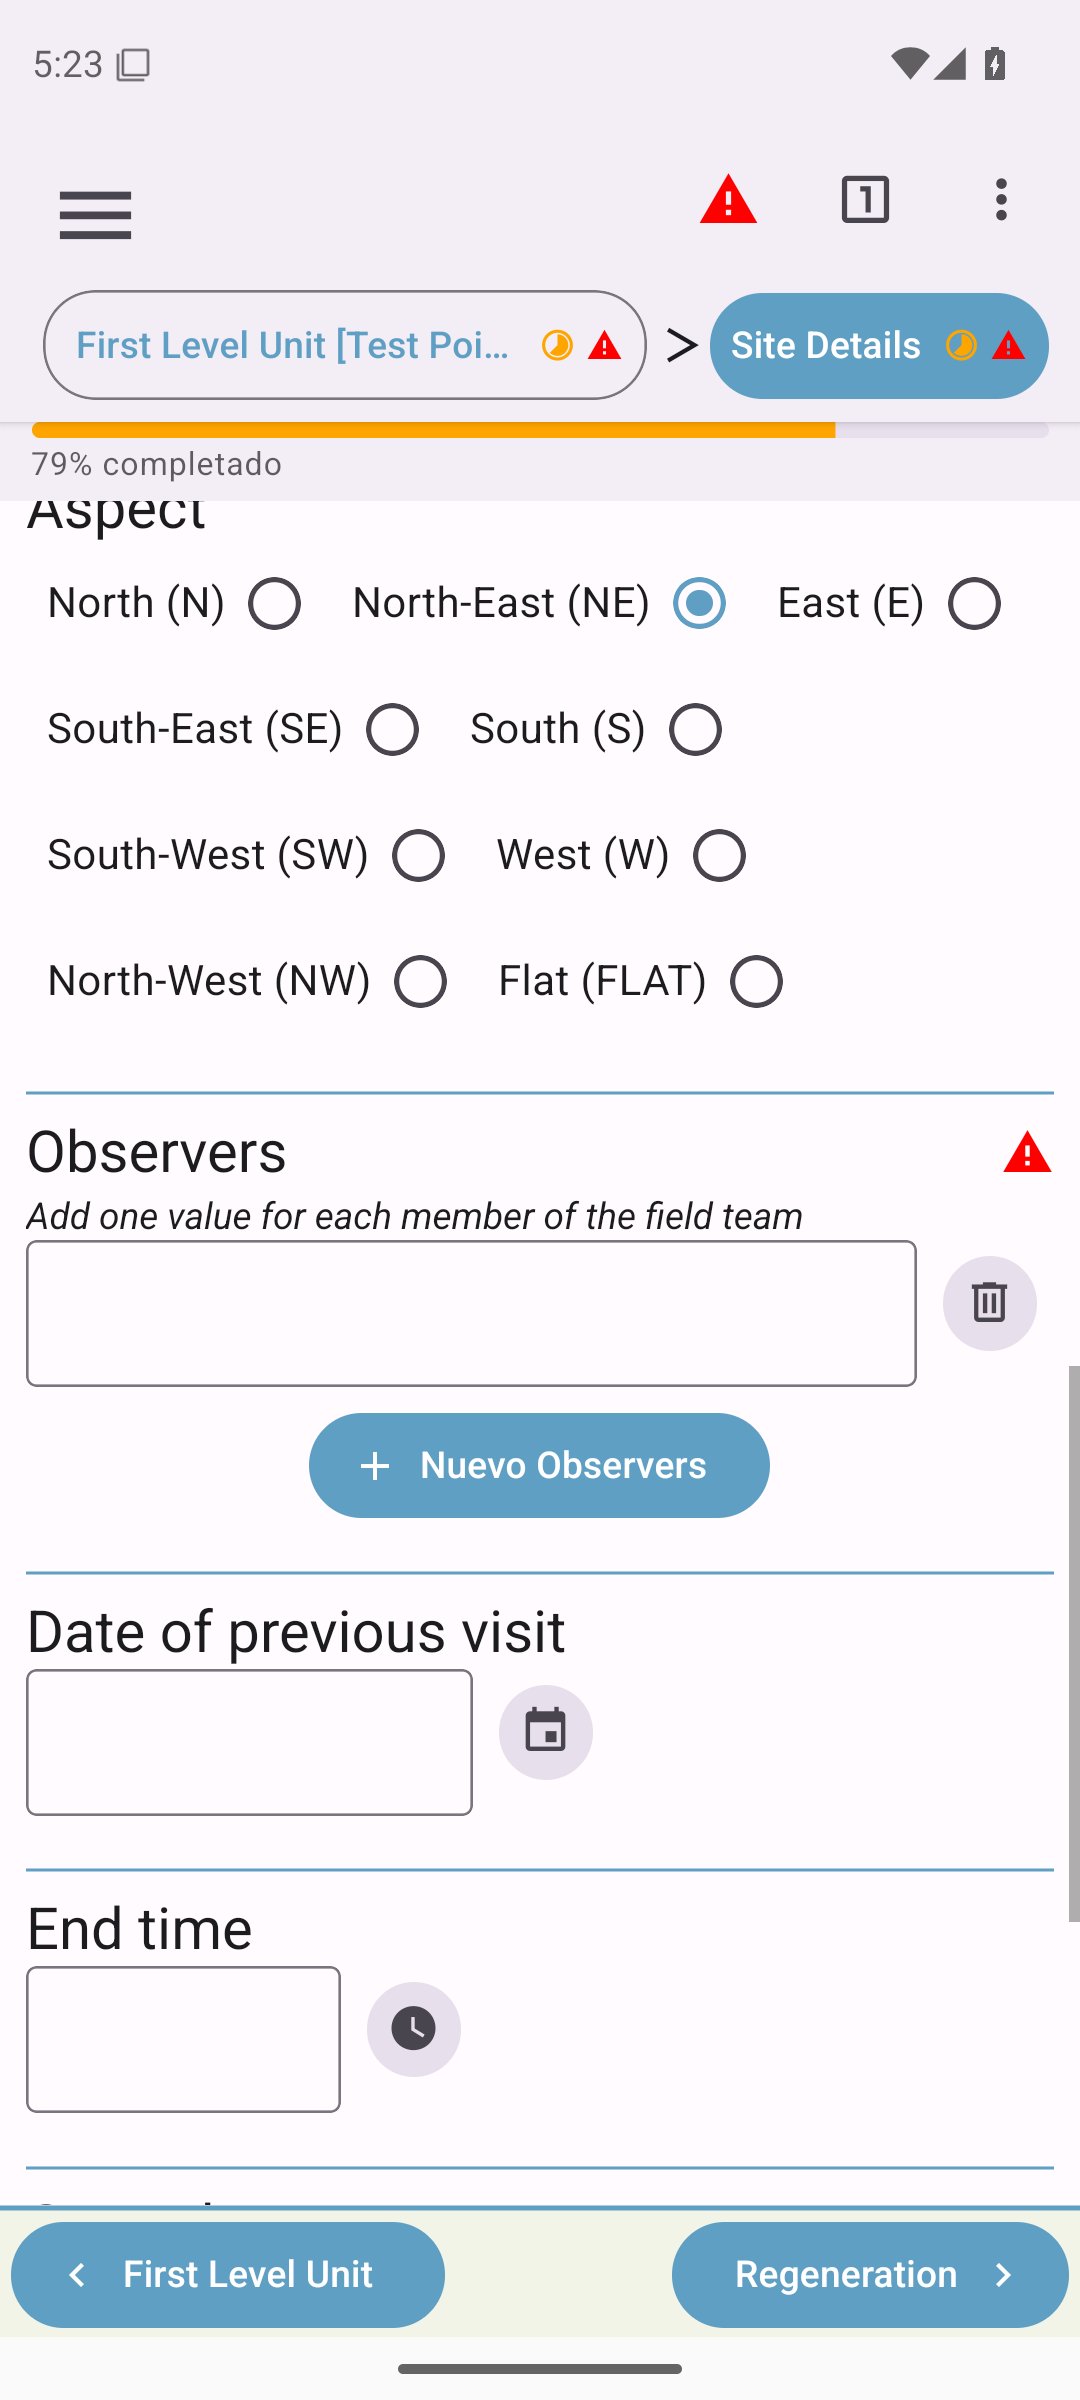 5:23
1
First Level Unit [Test Poi...
> Site Details
79% completado
Aspect
North (N) North-East (NE) East (E)
South-East (SE) South (S)
South-West (SW) West (W)
North-West (NW) Flat (FLAT)
Observers
Add one value for each member of the field team
+ Nuevo Observers
Date of previous visit
End time
First Level Unit
Regeneration